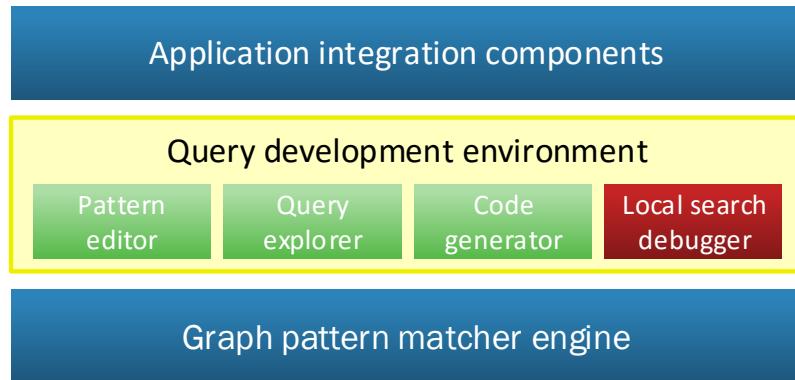 Application integration components
Query development environment
Pattern
editor
Query
explorer
Code
generator
Local search
debugger
Graph pattern matcher engine